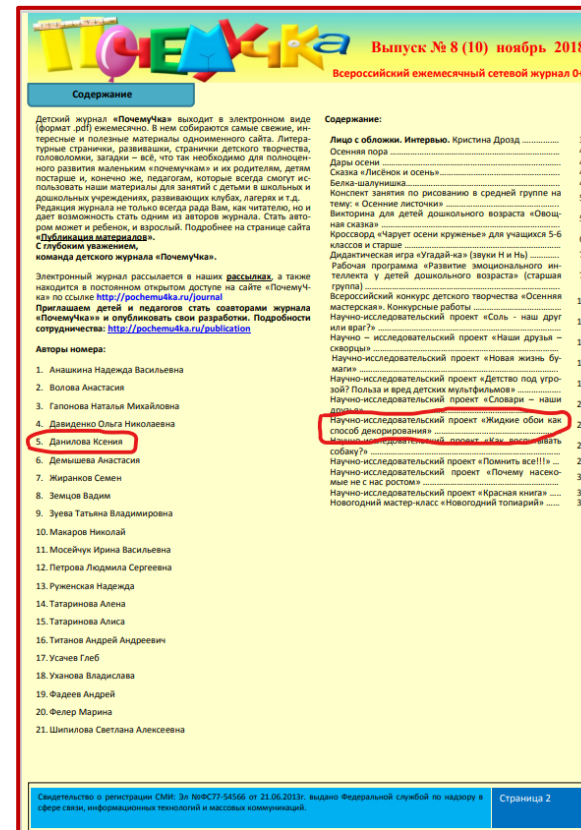 ПочемуЧка
Выпуск № 8 (10) ноябрь 2018
Всероссийский ежемесячный сетевой журнал 0+
Содержание
Детский журнал «ПочемуЧка» выходит в электронном виде
(формат .pdf) ежемесячно. В нем собираются самые свежие, ин-
тересные и полезные материалы одноименного сайта. Литера-
турные странички, развивашки, странички детского творчества,
головоломки, загадки – всё, что так необходимо для полноцен-
ного развития маленьким «почемучкам» и их родителям, детям
постарше и, конечно же, педагогам, которые всегда смогут ис-
пользовать наши материалы для занятий с детьми в школьных и
дошкольных учреждениях, развивающих клубах, лагерях и т.д.
Редакция журнала не только всегда рада Вам, как читателю, но и
дает возможность стать одним из авторов журнала. Стать авто-
ром может и ребенок, и взрослый. Подробнее на странице сайта
«Публикация материалов».
С глубоким уважением,
команда детского журнала «ПочемуЧка».
Электронный журнал рассылается в наших рассылках, а также
находится в постоянном открытом доступе на сайте «ПочемуЧ-
ка» по ссылке http://pochemu4ka.ru/journal
Приглашаем детей и педагогов стать соавторами журнала
«ПочемуЧка»» и опубликовать свои разработки. Подробности
сотрудничества: http://pochemu4ka.ru/publication
Авторы номера:
1. Анашкина Надежда Васильевна
2. Волова Анастасия
3. Гапонова Наталья Михайловна
4. Давиденко Ольга Николаевна
5. Данилова Ксения
6. Демышева Анастасия
7. Жиранков Семен
8. Земцов Вадим
9. Зуева Татьяна Владимировна
10. Макаров Николай
11. Мосейчук Ирина Васильевна
12. Петрова Людмила Сергеевна
13. Руженская Надежда
14. Татаринова Алена
15. Татаринова Алиса
16. Титанов Андрей Андреевич
17. Усачев Глеб
18. Уханова Владислава
19. Фадеев Андрей
20. Фелер Марина
21. Шипилова Светлана Алексеевна
Содержание:
Лицо с обложки. Интервью. Кристина Дрозд ................
Осенняя пора ................
Дары осени ................
Сказка «Лисёнок и осень»................
Белка-шалунишка................
Конспект занятия по рисованию в средней группе на
тему: « Осенние листочки» ................
Викторина для детей дошкольного возраста «Овощ-
ная сказка» ................
Кроссворд «Чарует осени круженье» для учащихся 5-6
классов и старше ................
Дидактическая игра «Угадай-ка» (звуки Н и Нь) ...........
Рабочая программа «Развитие эмоционального ин-
теллекта у детей дошкольного возраста» (старшая
группа) ................
Всероссийский конкурс детского творчества «Осенняя
мастерская». Конкурсные работы ................
Научно-исследовательский проект «Соль - наш друг
или враг?» ................
Научно – исследовательский проект «Наши друзья –
скворцы» ................
Научно-исследовательский проект «Новая жизнь бу-
маги» ................
Научно-исследовательский проект «Детство под угро-
зой? Польза и вред детских мультфильмов» ................
Научно-исследовательский проект «Словари – наши
друзья» ................
Научно-исследовательский проект «Жидкие обои как
способ декорирования» ................
Научно-исследовательский проект «Как воспитывать
собаку?» ................
Научно-исследовательский проект «Помнить все!!!» ...
Научно-исследовательский проект «Почему насеко-
мые не с нас ростом» ................
Научно-исследовательский проект «Красная книга» .....
Новогодний мастер-класс «Новогодний топиарий» ......
Свидетельство о регистрации СМИ: Эл №ФС77-54566 от 21.06.2013г. выдано Федеральной службой по надзору в
сфере связи, информационных технологий и массовых коммуникаций.
Страница 2